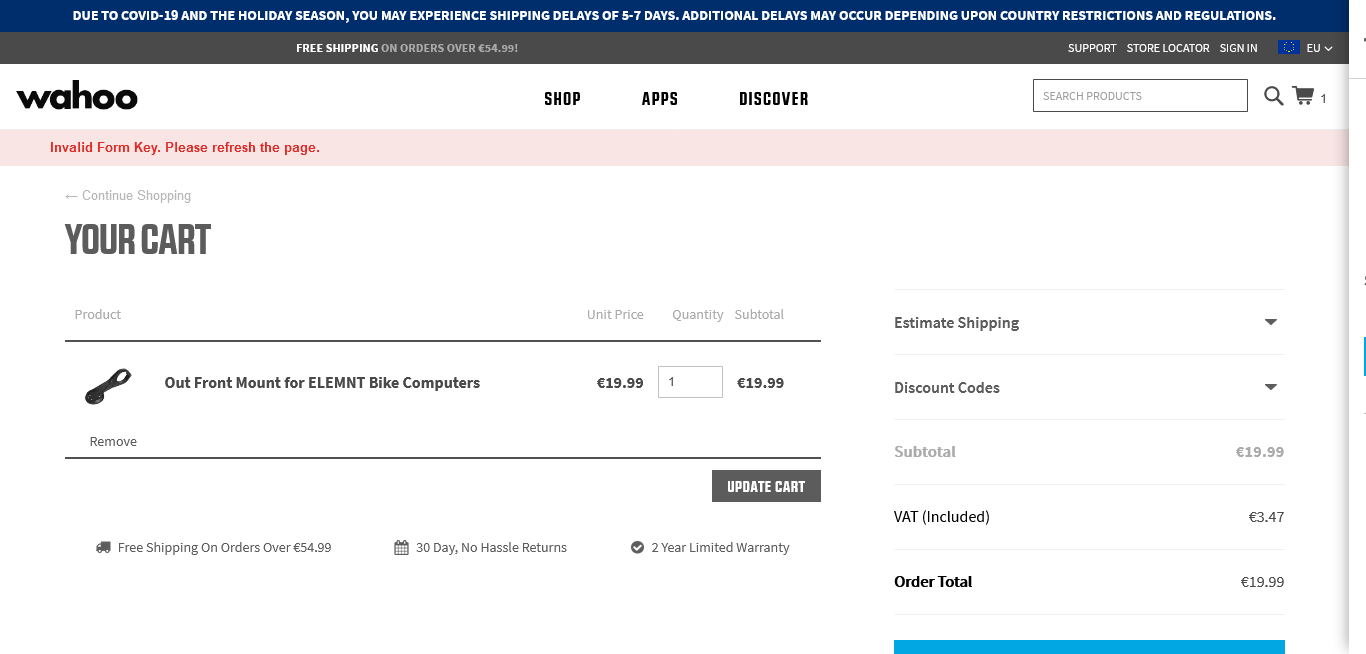 DUE TO COVID-19 AND THE HOLIDAY SEASON, YOU MAY EXPERIENCE SHIPPING DELAYS OF 5-7 DAYS. ADDITIONAL DELAYS MAY OCCUR DEPENDING UPON COUNTRY RESTRICTIONS AND REGULATIONS.
FREE SHIPPING ON ORDERS OVER €54.99! SUPPORT STORE LOCATOR SIGN IN EU
wahoo SHOP APPS DISCOVER SEARCH PRODUCTS 1
Invalid Form Key. Please refresh the page.
← Continue Shopping
YOUR CART
Product Unit Price Quantity Subtotal
Out Front Mount for ELEMNT Bike Computers €19.99 1 €19.99
Remove
UPDATE CART
Free Shipping On Orders Over €54.99 30 Day, No Hassle Returns 2 Year Limited Warranty
Estimate Shipping
Discount Codes
Subtotal €19.99
VAT (Included) €3.47
Order Total €19.99